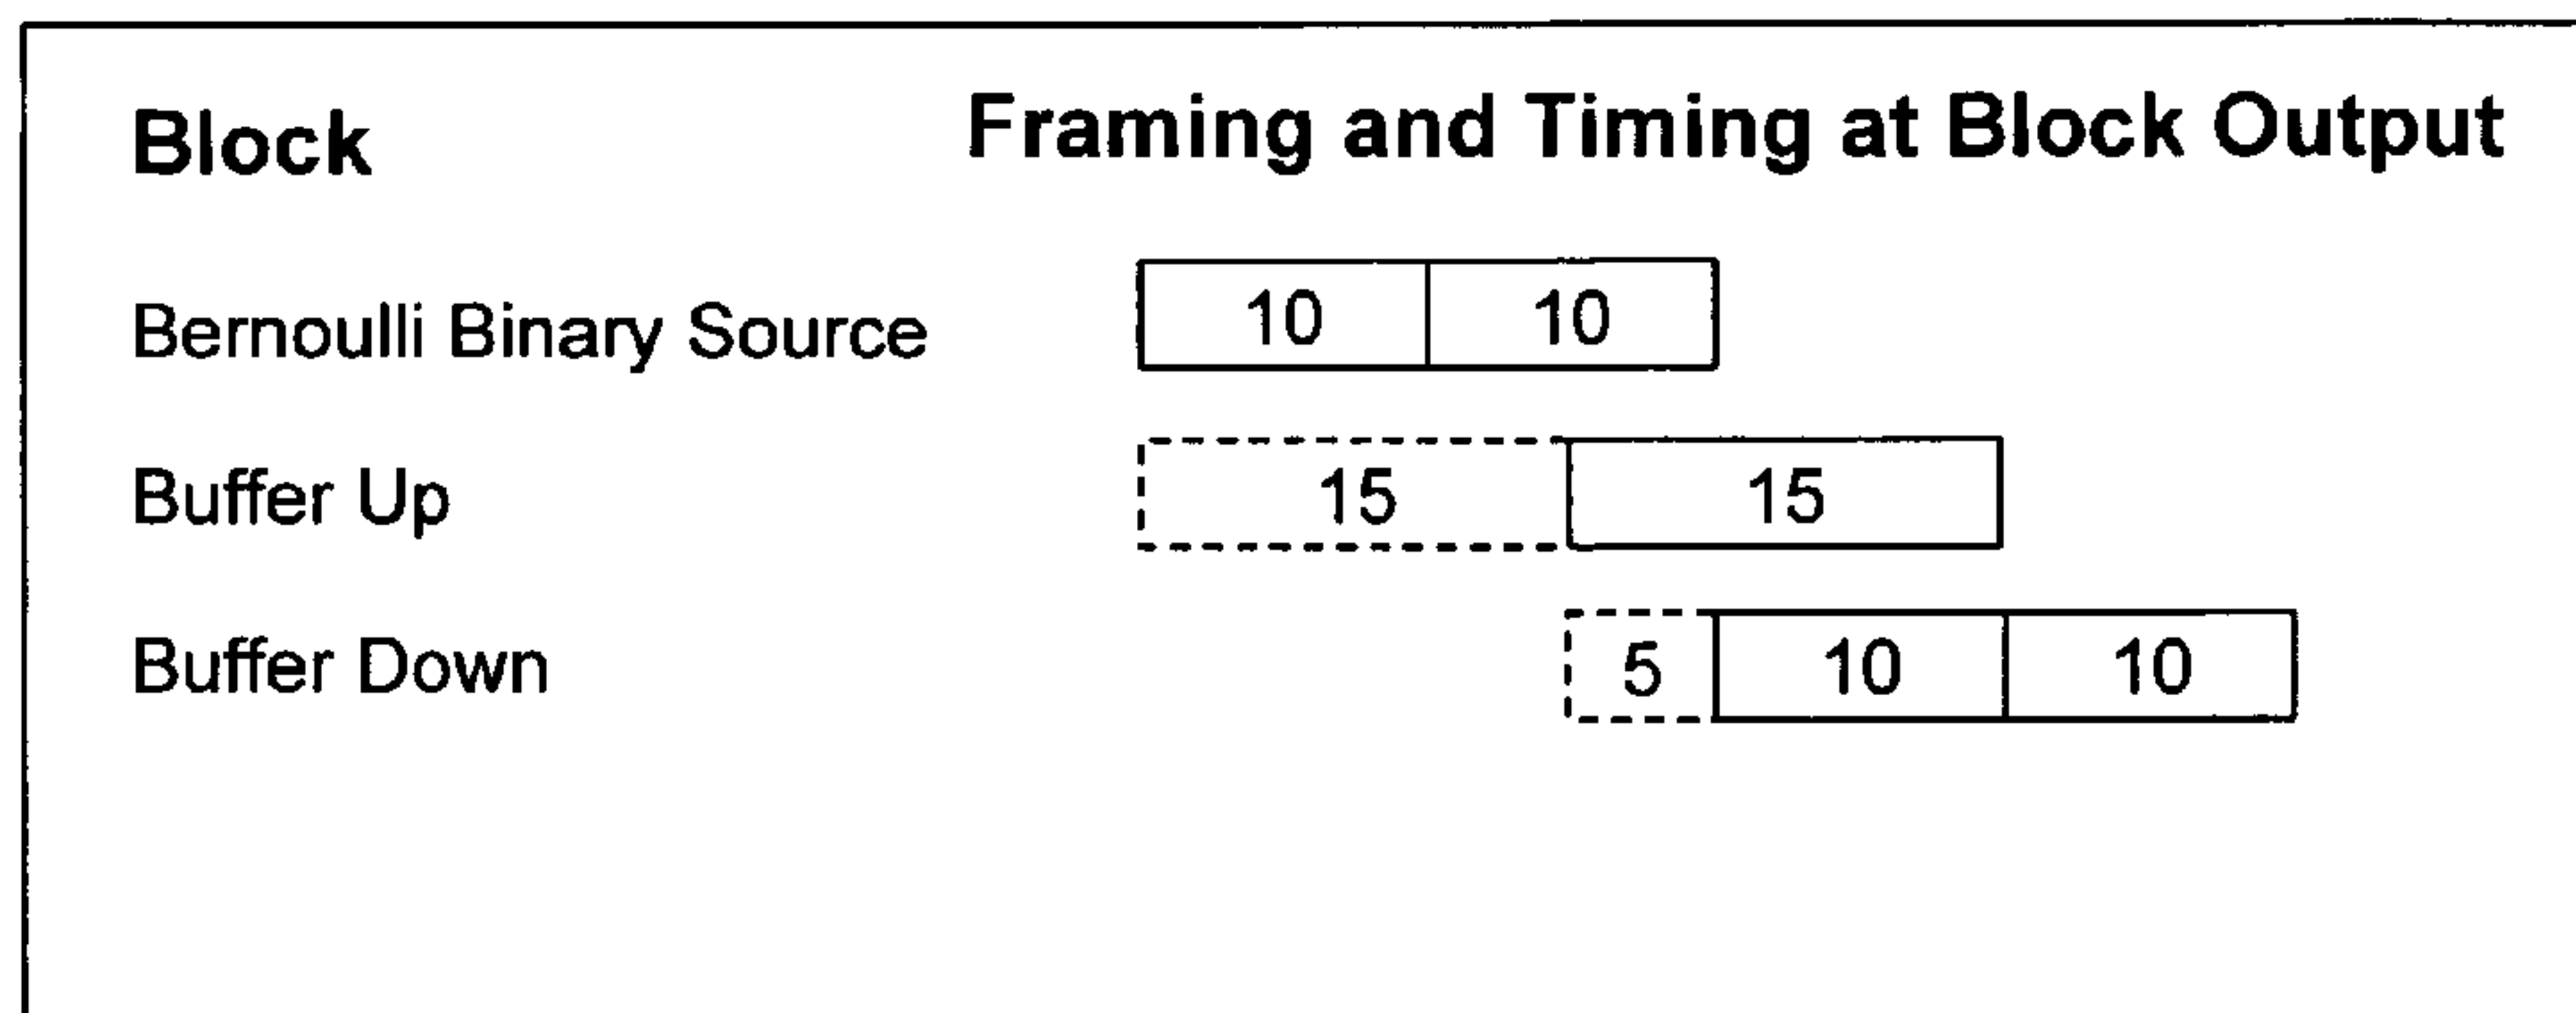 Block Framing and Timing at Block Output
Bernoulli Binary Source 10 10
Buffer Up 15 15
Buffer Down 5 10 10